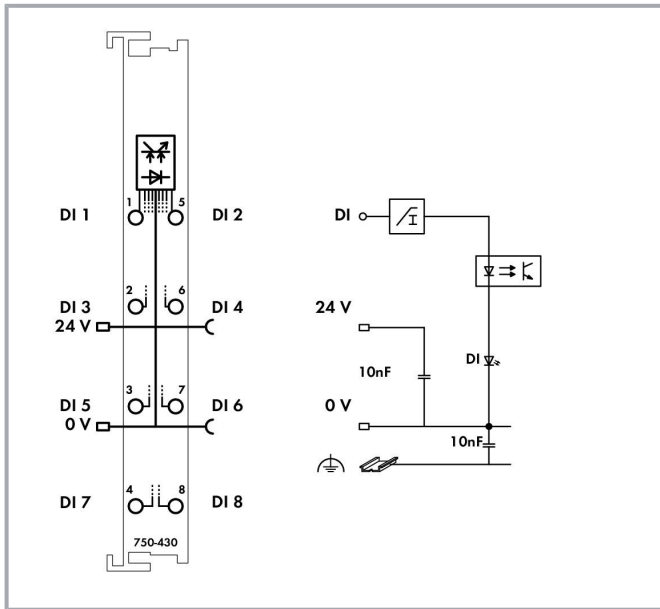 1 5
DI 1 DI 2
2 6
DI 3 DI 4
24 V
3 7
DI 5 DI 6
0 V
4 8
DI 7 DI 8
750-430
DI
I
24 V
DI
10nF
0 V
10nF